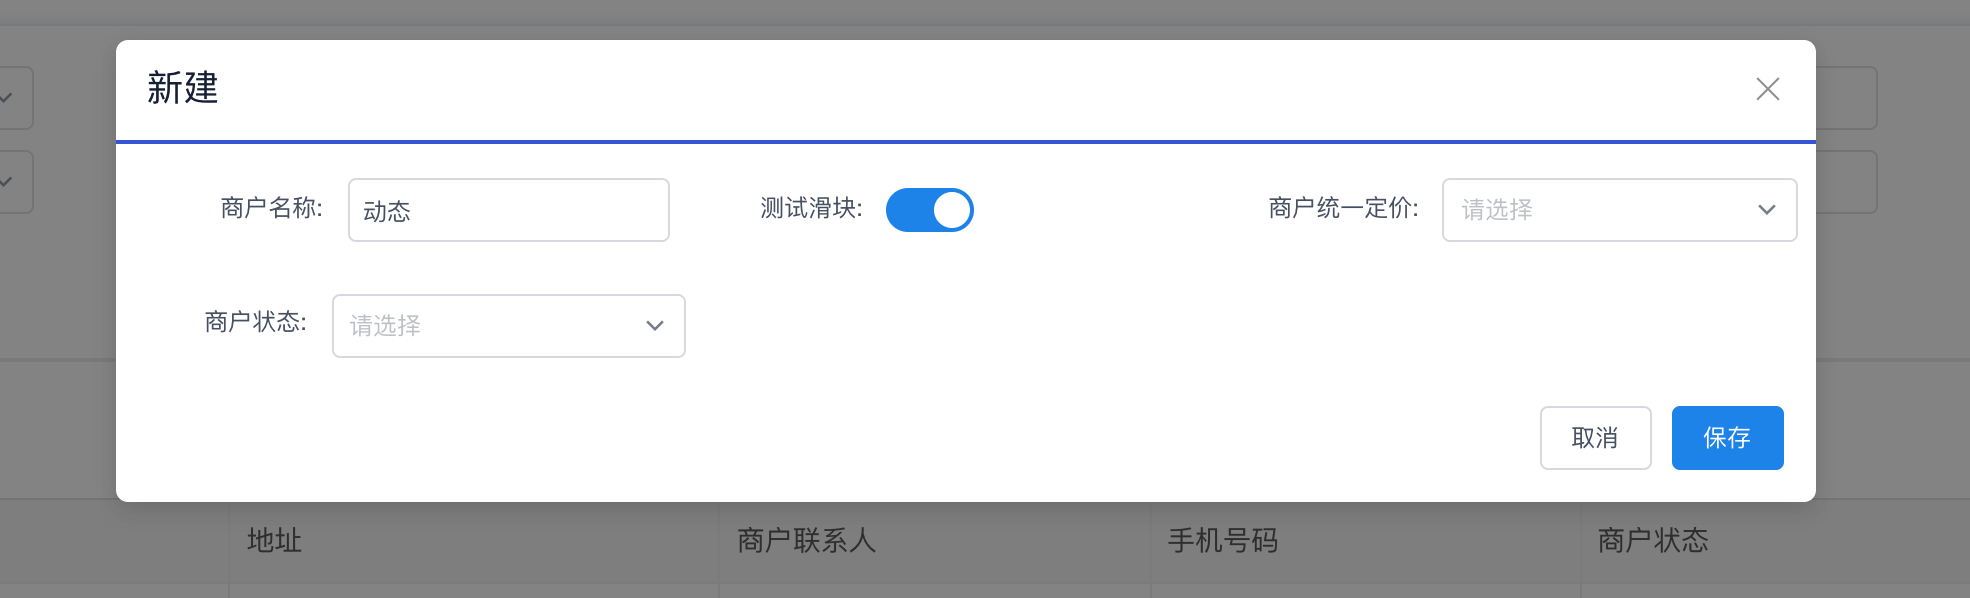 新建
商户名称: 动态 测试滑块: 商户统一定价: 请选择
商户状态: 请选择
取消 保存
地址 商户联系人 手机号码 商户状态